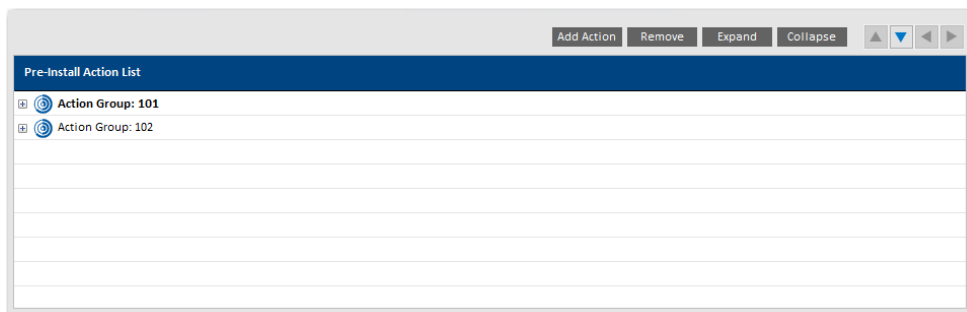 Add Action Remove Expand Collapse
Pre-Install Action List
Action Group: 101
Action Group: 102